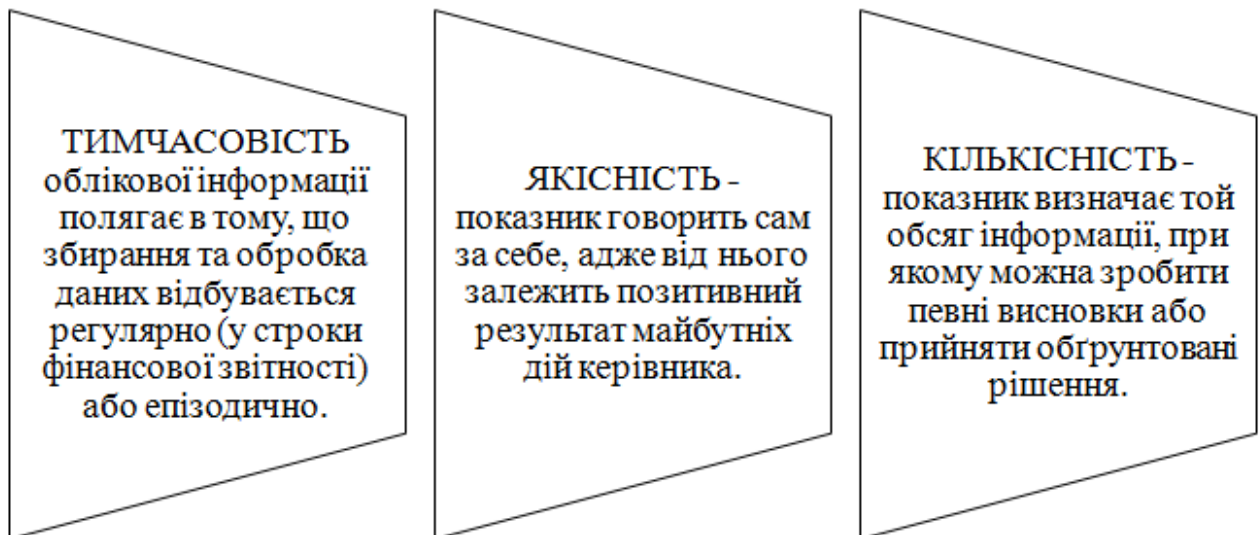 ТИМЧАСОВІСТЬ
облікової інформації
полягає в тому, що
збирання та обробка
даних відбувається
регулярно (у строки
фінансової звітності)
або епізодично.
ЯКІСНІСТЬ -
показник говорить сам
за себе, адже від нього
залежить позитивний
результат майбутніх
дій керівника.
КІЛЬКІСНІСТЬ -
показник визначає той
обсяг інформації, при
якому можна зробити
певні висновки або
прийняти обґрунтовані
рішення.